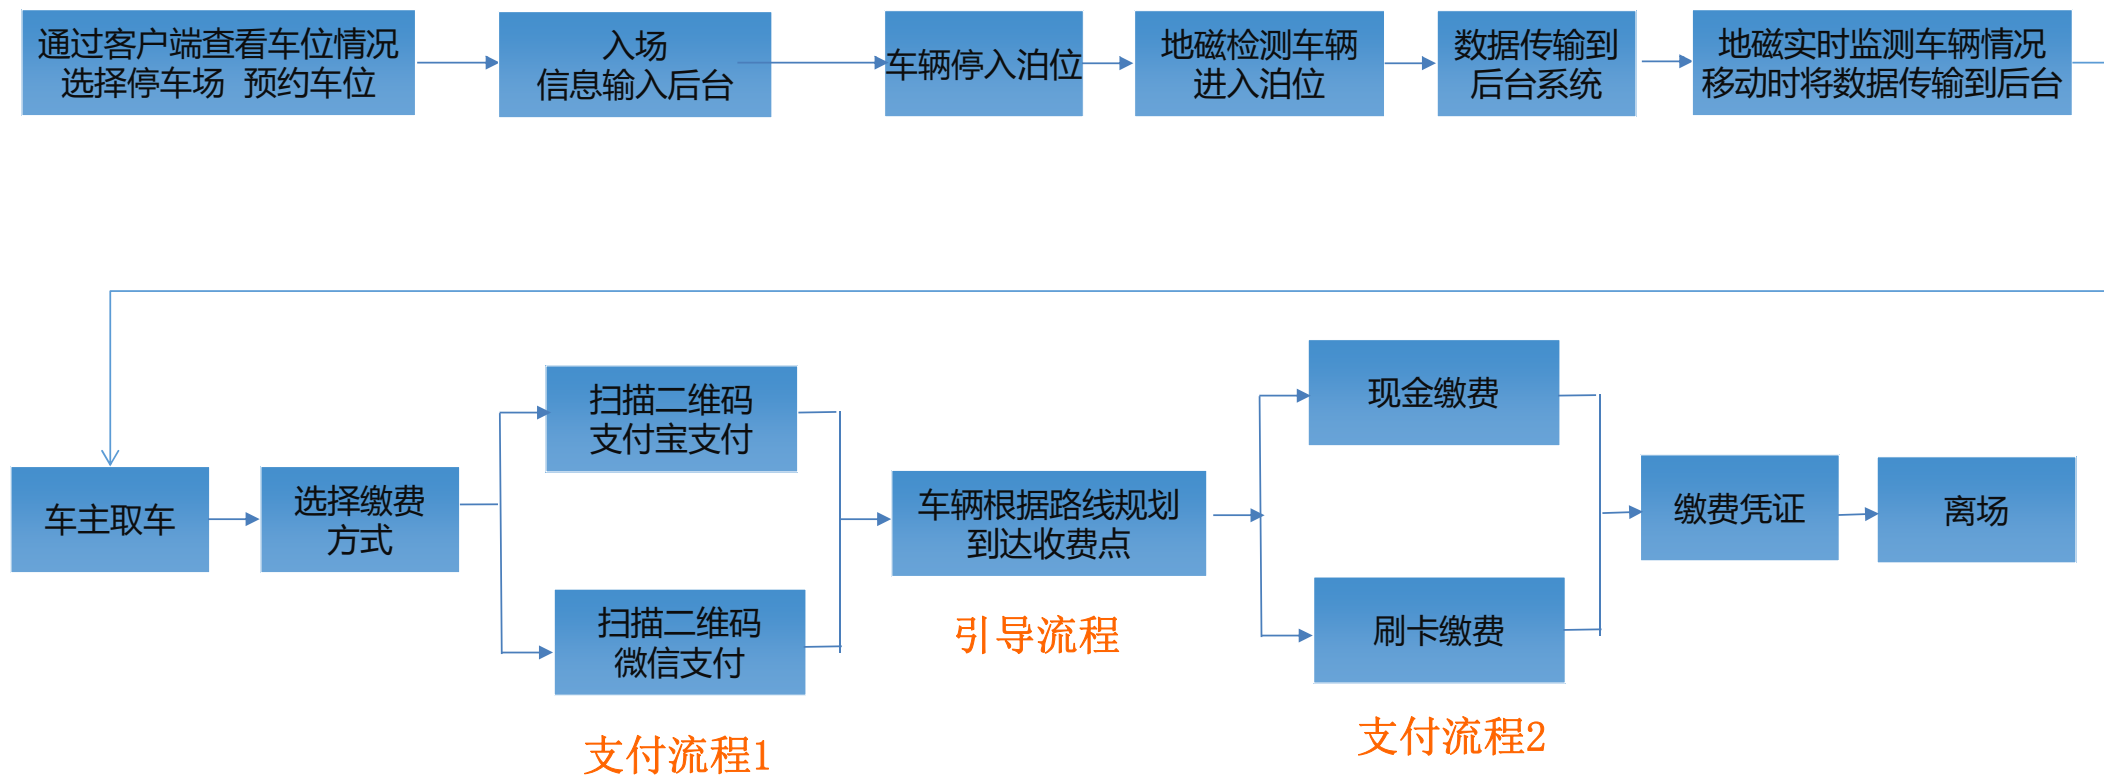 通过客户端查看车位情况
选择停车场 预约车位
入场
信息输入后台
车辆停入泊位
地磁检测车辆
进入泊位
数据传输到
后台系统
地磁实时监测车辆情况
移动时将数据传输到后台
车主取车
选择缴费
方式
扫描二维码
支付宝支付
扫描二维码
微信支付
支付流程1
车辆根据路线规划
到达收费点
引导流程
现金缴费
刷卡缴费
支付流程2
缴费凭证
离场